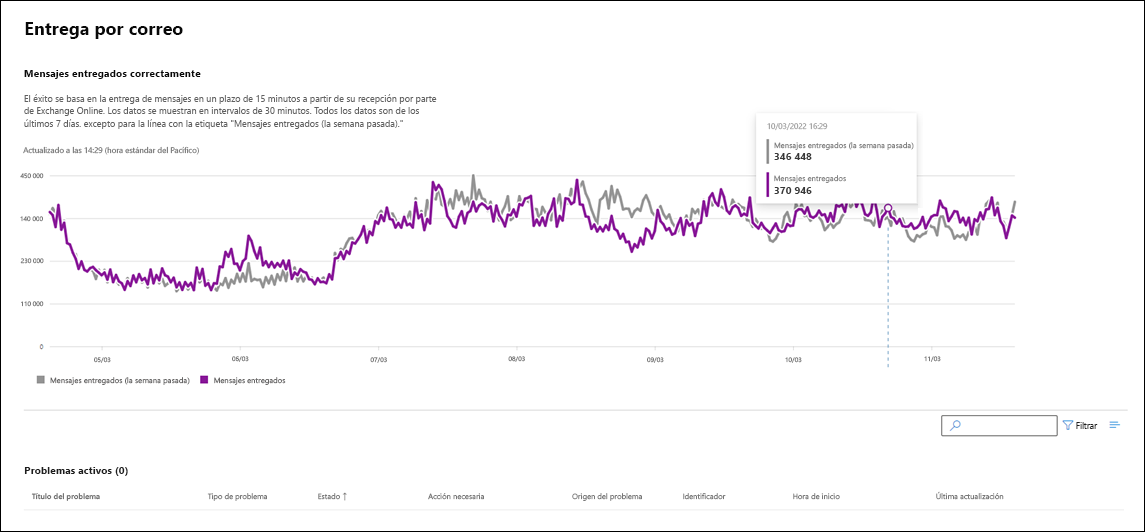 Entrega por correo
Mensajes entregados correctamente
El éxito se basa en la entrega de mensajes en un plazo de 15 minutos a partir de su recepción por parte
de Exchange Online. Los datos se muestran en intervalos de 30 minutos. Todos los datos son de los
últimos 7 días. excepto para la línea con la etiqueta "Mensajes entregados (la semana pasada)."
Actualizado a las 14:29 (hora estándar del Pacífico)
10/03/2022 16:29
Mensajes entregados (la semana pasada)
346 448
Mensajes entregados
370 946
450 000
140 000
230 000
110 000
0
05/03
06/03
07/03
08/03
09/03
10/03
11/03
Mensajes entregados (la semana pasada)
Mensajes entregados
Filtrar
Problemas activos (0)
Título del problema
Tipo de problema
Estado ↑
Acción necesaria
Origen del problema
Identificador
Hora de inicio
Última actualización